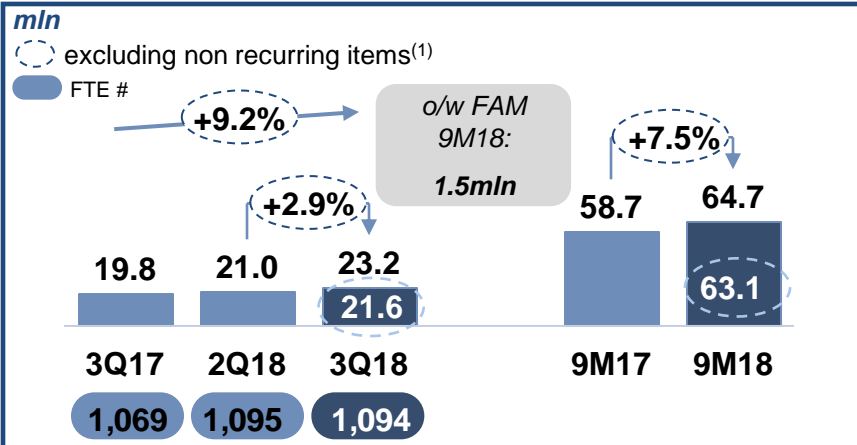 mln
excluding non recurring items(1)
FTE #
+9.2%
o/w FAM
9M18:
1.5mln
+7.5%
+2.9%
58.7
64.7
19.8
21.0
23.2
21.6
63.1
3Q17
2Q18
3Q18
9M17
9M18
1,069
1,095
1,094